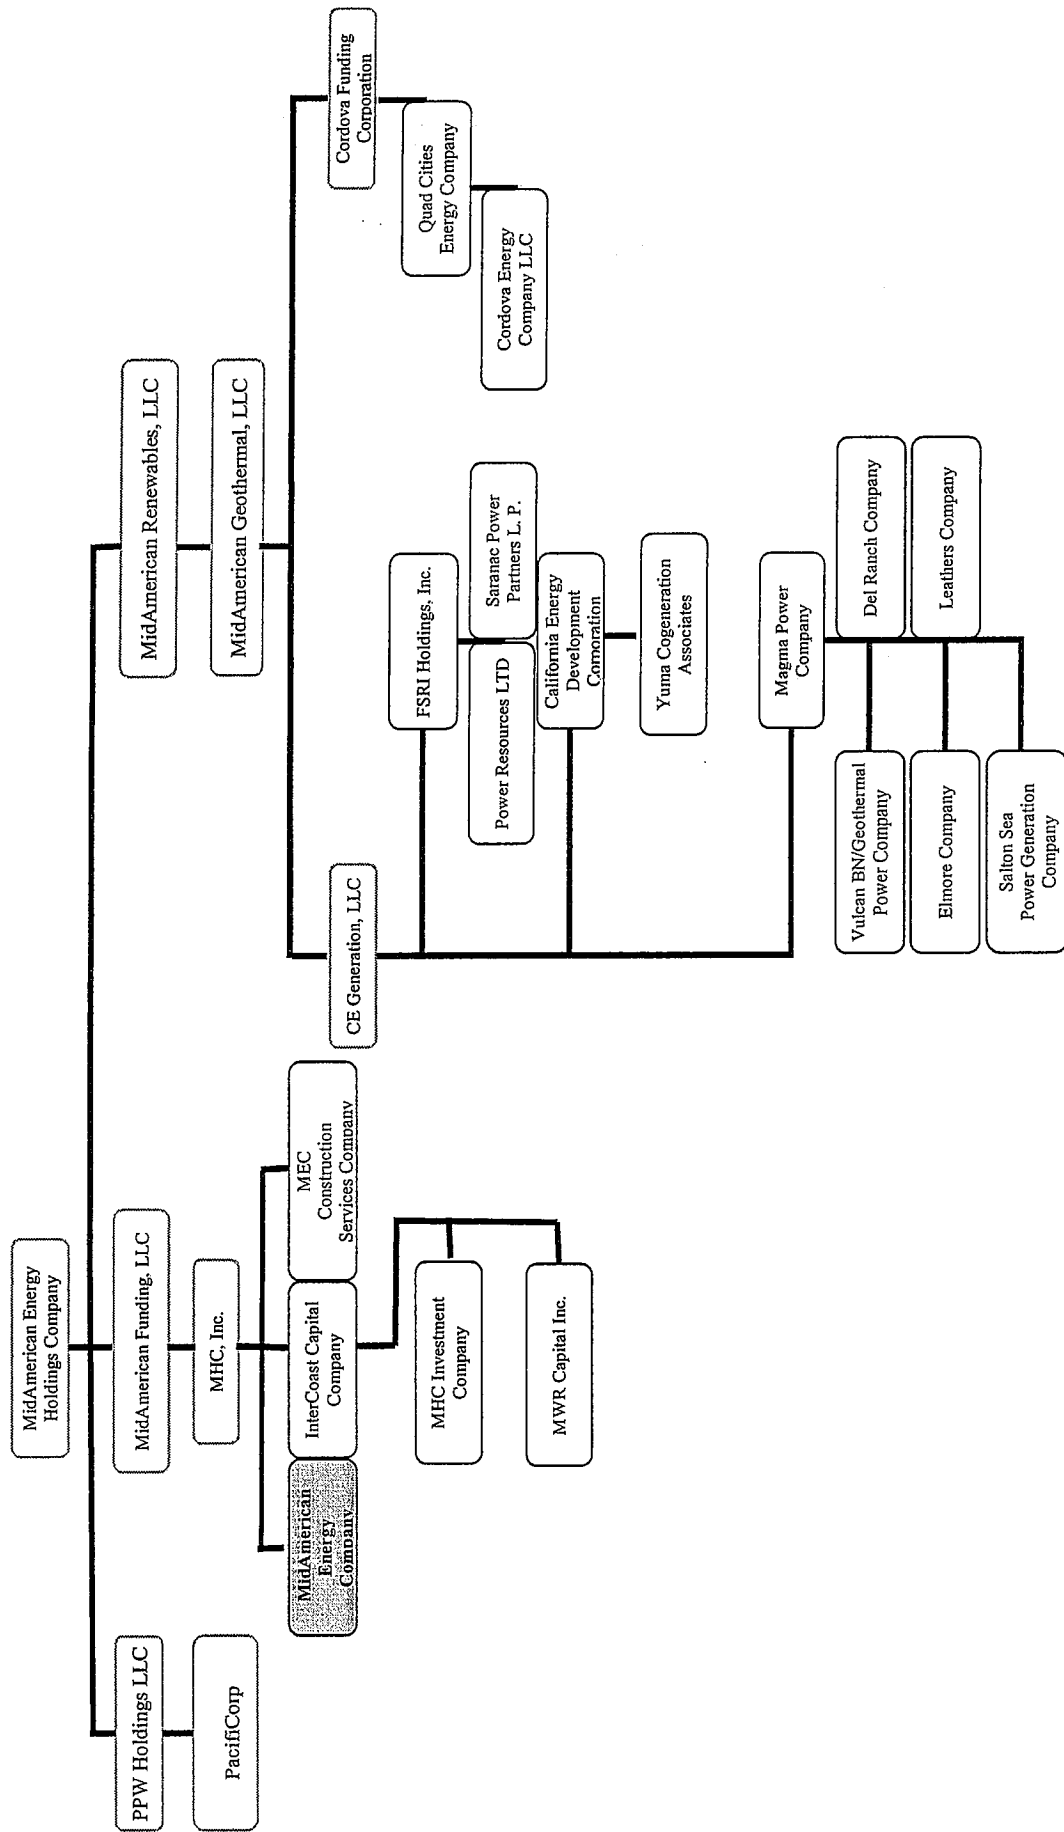 MidAmerican Energy
Holdings Company
PPW Holdings LLC
PacifiCorp
MidAmerican Funding, LLC
MHC, Inc.
MidAmerican
Energy
Company
InterCoast Capital
Company
MEC
Construction
Services Company
MHC Investment
Company
MWR Capital Inc.
MidAmerican Renewables, LLC
MidAmerican Geothermal, LLC
CE Generation, LLC
FSRI Holdings, Inc.
Power Resources LTD
Saranac Power
Partners L. P.
California Energy
Development
Corporation
Yuma Cogeneration
Associates
Magma Power
Company
Vulcan BN/Geothermal
Power Company
Del Ranch Company
Elmore Company
Leathers Company
Salton Sea
Power Generation
Company
Cordova Funding
Corporation
Quad Cities
Energy Company
Cordova Energy
Company LLC